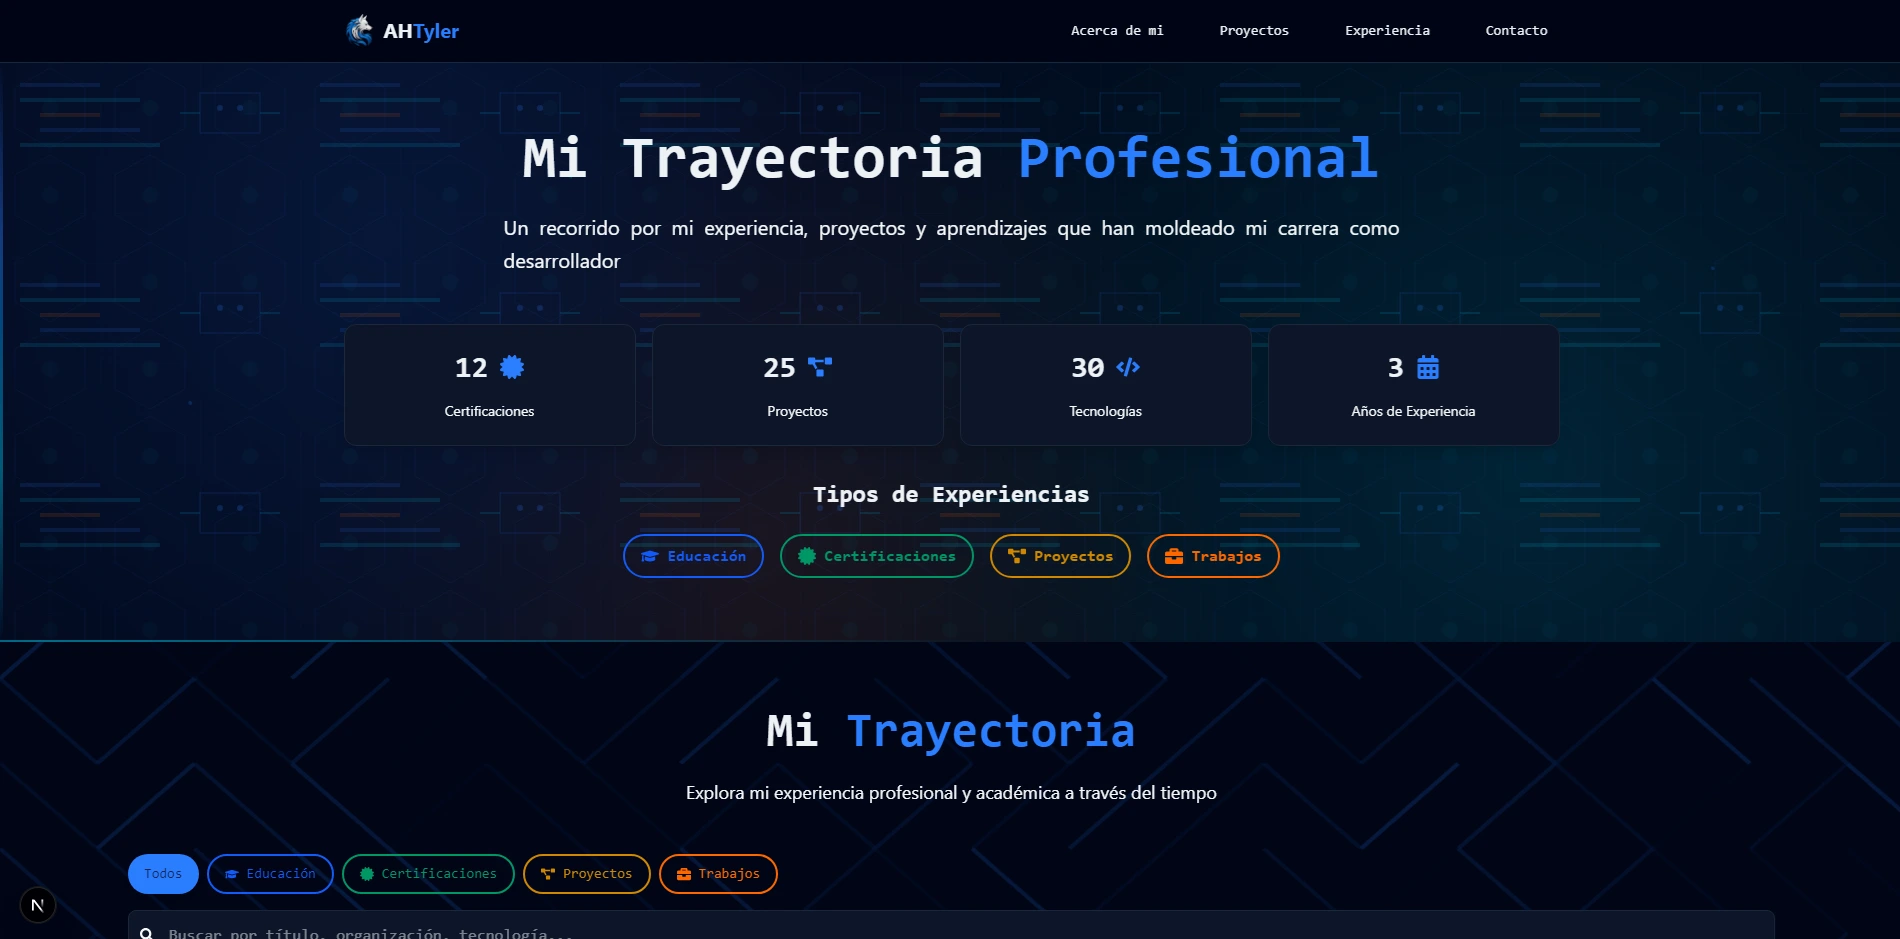 AHTyler
Acerca de mi
Proyectos
Experiencia
Contacto
Mi Trayectoria Profesional
Un recorrido por mi experiencia, proyectos y aprendizajes que han moldeado mi carrera como
desarrollador
12
Certificaciones
25
Proyectos
30
Tecnologías
3
Años de Experiencia
Tipos de Experiencias
Educación
Certificaciones
Proyectos
Trabajos
Mi Trayectoria
Explora mi experiencia profesional y académica a través del tiempo
Todos
Educación
Certificaciones
Proyectos
Trabajos
N
Buscar por título, organización, tecnología...